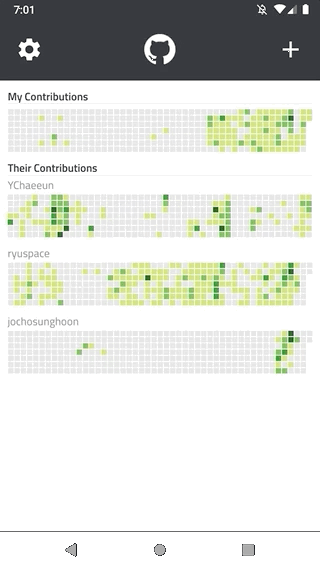 7:01
My Contributions
Their Contributions
YChaeeun
ryuspace
jochosunghoon